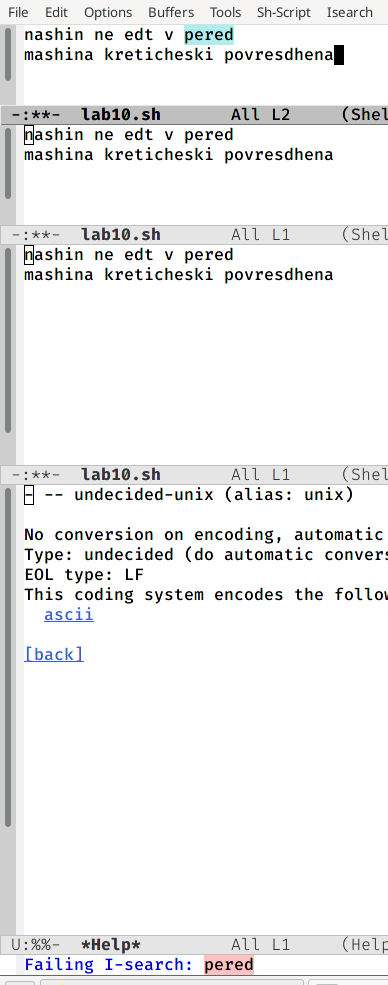 File Edit Options Buffers Tools Sh-Script Isearch
nashin ne edt v pered
mashina kreticheski povresdhena
-:**- lab10.sh All L2 (Shel
nashin ne edt v pered
mashina kreticheski povresdhena
-:**- lab10.sh All L1 (Shel
nashin ne edt v pered
mashina kreticheski povresdhena
-:**- lab10.sh All L1 (Shel
- -- undecided-unix (alias: unix)
No conversion on encoding, automatic
Type: undecided (do automatic convers
EOL type: LF
This coding system encodes the follow
ascii
[back]
U:%%- *Help* All L1 (Help
Failing I-search: pered